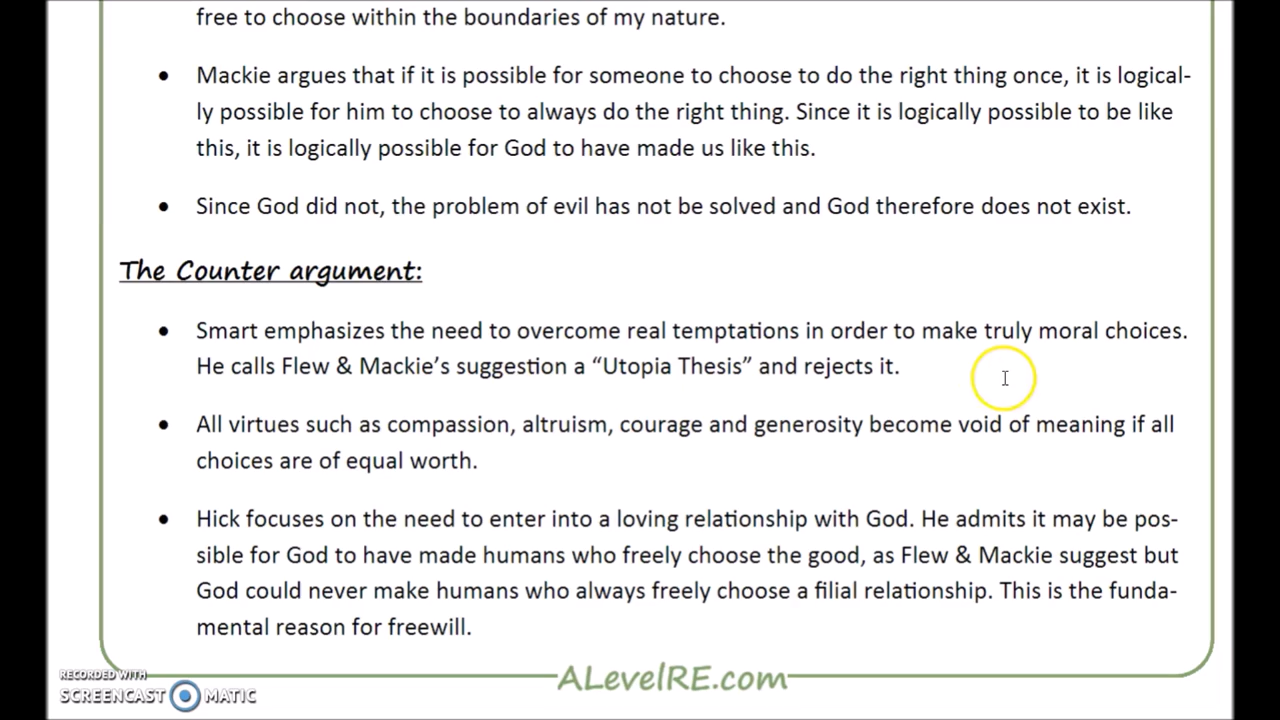 free to choose within the boundaries of my nature.
• Mackie argues that if it is possible for someone to choose to do the right thing once, it is logical-
ly possible for him to choose to always do the right thing. Since it is logically possible to be like
this, it is logically possible for God to have made us like this.
• Since God did not, the problem of evil has not be solved and God therefore does not exist.
The Counter argument:
• Smart emphasizes the need to overcome real temptations in order to make truly moral choices.
He calls Flew & Mackie's suggestion a “Utopia Thesis” and rejects it.
• All virtues such as compassion, altruism, courage and generosity become void of meaning if all
choices are of equal worth.
• Hick focuses on the need to enter into a loving relationship with God. He admits it may be pos-
sible for God to have made humans who freely choose the good, as Flew & Mackie suggest but
God could never make humans who always freely choose a filial relationship. This is the funda-
mental reason for freewill.
ALevelRE.com
RECORDED WITH
SCREENCAST MATIC